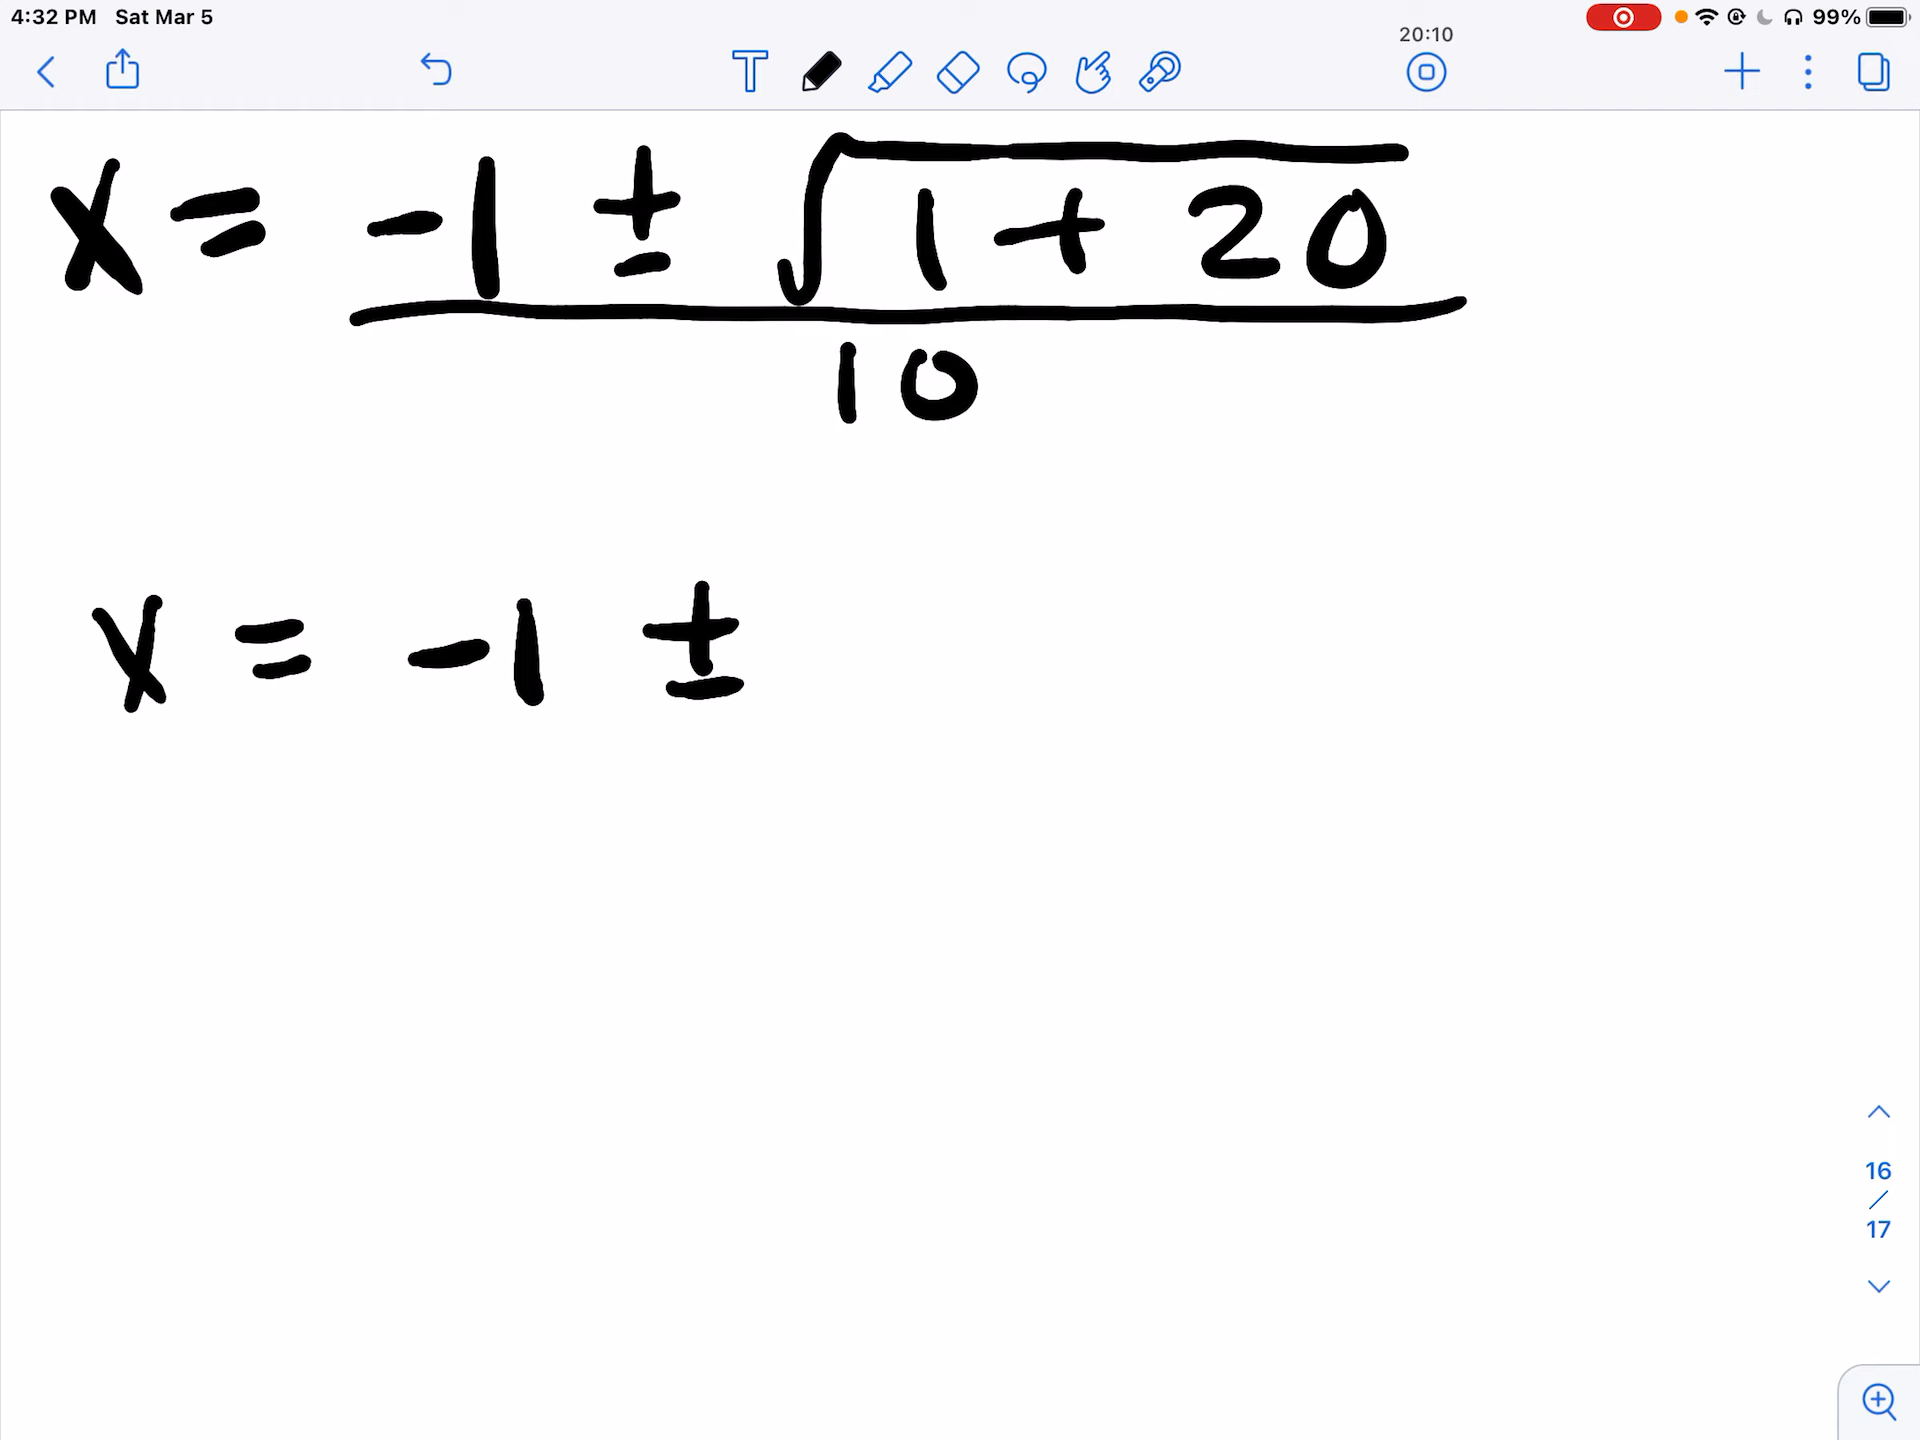 4:32 PM Sat Mar 5 99%
20:10
T
x = -1 ± √1 + 20
10
x = -1 ±
16
/
17